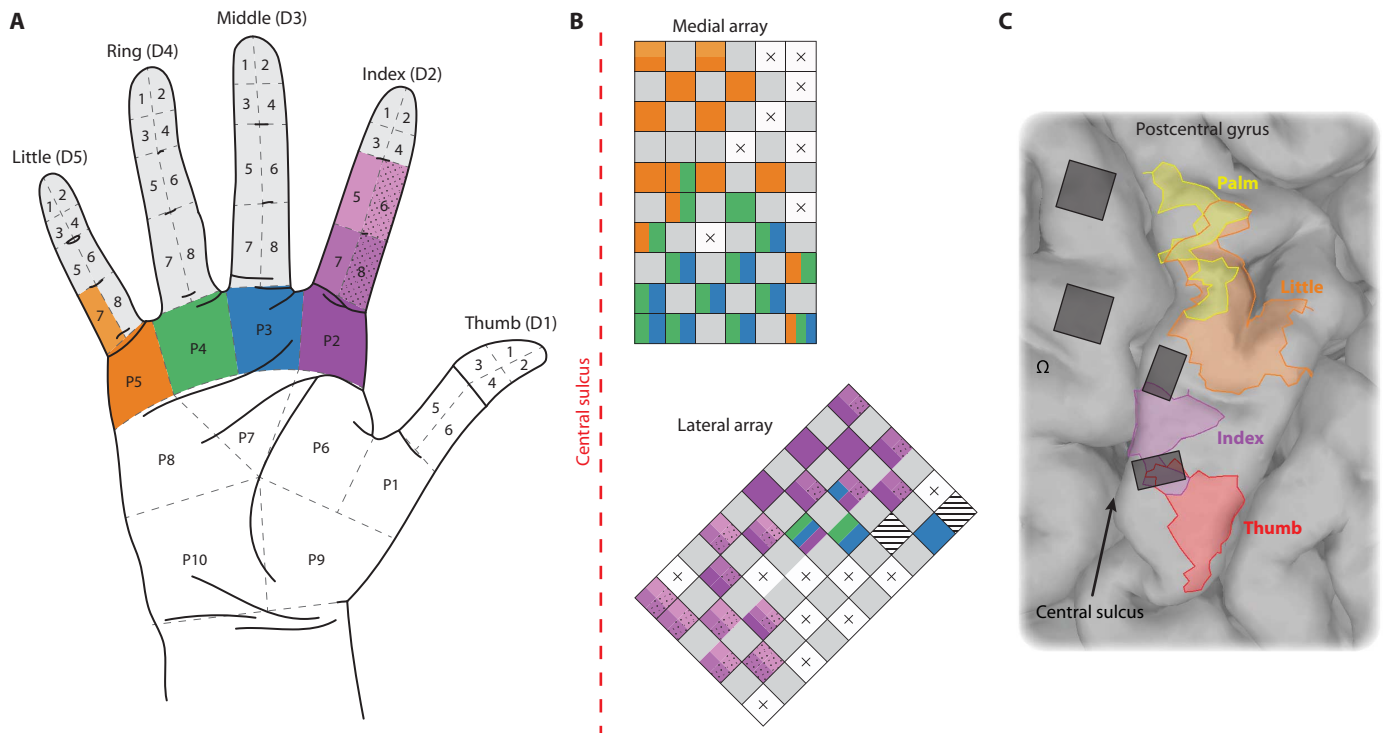 A
Middle (D3)
Ring (D4)
Index (D2)
Little (D5)
Thumb (D1)
1 2
3 4
5 6
7 8
1 2
3 4
5 6
7 8
1 2
3 4
5 6
7 8
1 2
3 4
5 6
7 8
1 2
3 4
5
6
P5
P4
P3
P2
P8
P7
P6
P1
P10
P9
B
Medial array
Central sulcus
Lateral array
C
Postcentral gyrus
Palm
Little
Ω
Index
Thumb
Central sulcus